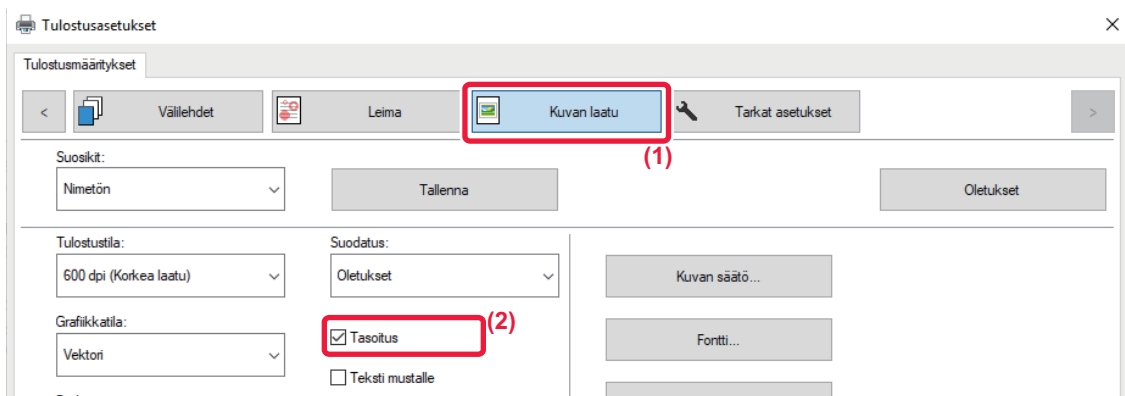 Tulostusasetukset
Tulostusmääritykset
< Välilehdet Leima Kuvan laatu Tarkat asetukset >
(1)
Suosikit:
Nimetön Tallenna Oletukset
Tulostustila: Suodatus:
600 dpi (Korkea laatu) Oletukset Kuvan säätö...
Grafiikkatila: (2)
Tasoitus Fontti...
Vektori
Teksti mustalle